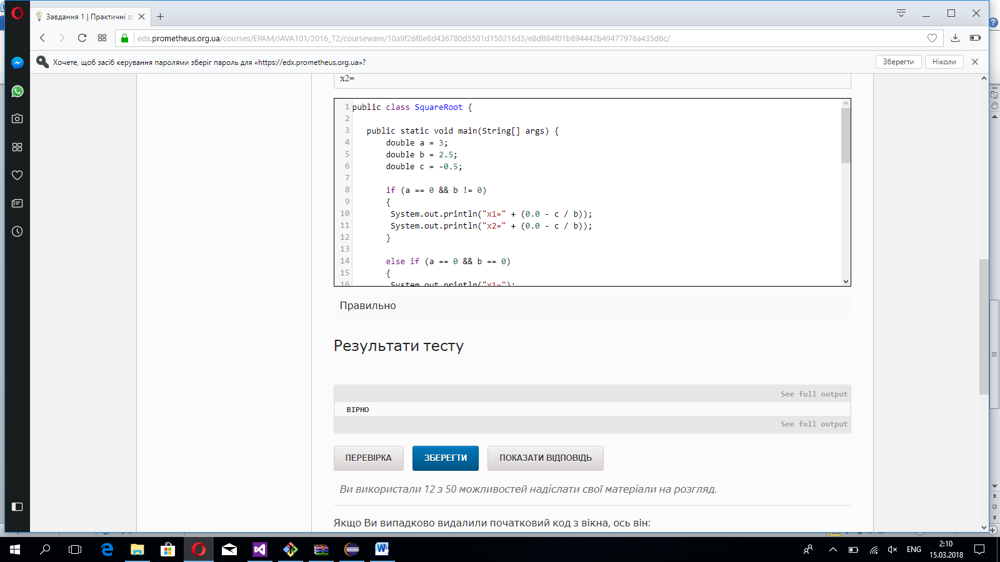 Завдання 1 | Практичні за
edx.prometheus.org.ua/courses/EPAM/JAVA101/2016_T2/courseware/10a9f26f8e8d436780d5501d150216d3/e8d884f01b894442b49477976a435d6c/
Хочете, щоб засіб керування паролями зберіг пароль для «https://edx.prometheus.org.ua»?
Зберегти
Ніколи
x2=
1 public class SquareRoot {
2
3 public static void main(String[] args) {
4 double a = 3;
5 double b = 2.5;
6 double c = -0.5;
7
8 if (a == 0 && b != 0)
9 {
10 System.out.println("x1=" + (0.0 - c / b));
11 System.out.println("x2=" + (0.0 - c / b));
12 }
13
14 else if (a == 0 && b == 0)
15 {
16 System.out.println("x1=");
Правильно
Результати тесту
See full output
ВІРНО
See full output
ПЕРЕВІРКА
ЗБЕРЕГТИ
ПОКАЗАТИ ВІДПОВІДЬ
Ви використали 12 з 50 можливостей надіслати свої матеріали на розгляд.
Якщо Ви випадково видалили початковий код з вікна, ось він:
ENG
2:10
15.03.2018